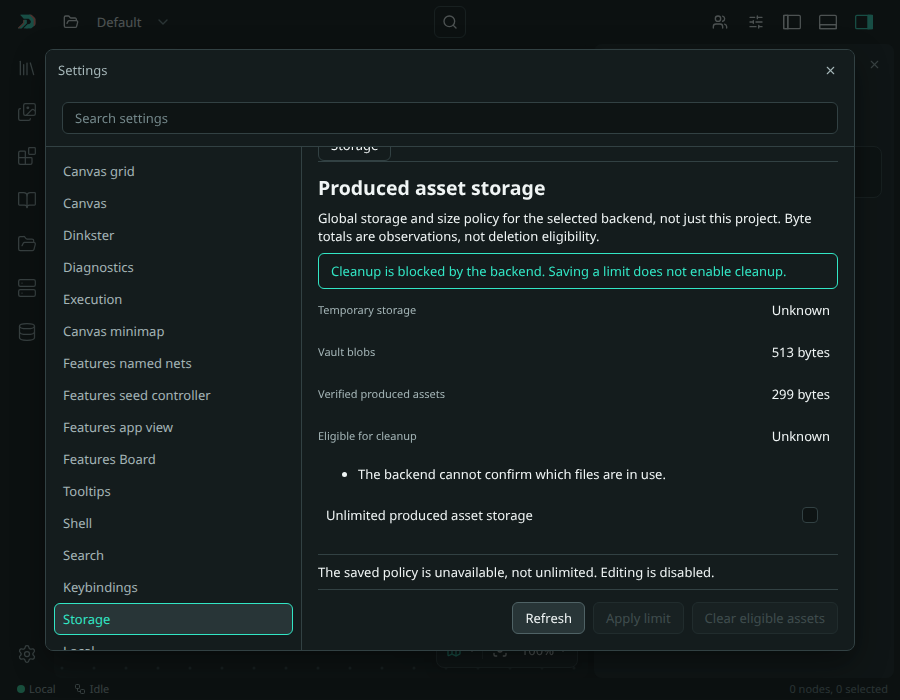 Default
Settings
Search settings
Canvas grid
Canvas
Dinkster
Diagnostics
Execution
Canvas minimap
Features named nets
Features seed controller
Features app view
Features Board
Tooltips
Shell
Search
Keybindings
Storage
Local
Storage
Produced asset storage
Global storage and size policy for the selected backend, not just this project. Byte
totals are observations, not deletion eligibility.
Cleanup is blocked by the backend. Saving a limit does not enable cleanup.
Temporary storage Unknown
Vault blobs 513 bytes
Verified produced assets 299 bytes
Eligible for cleanup Unknown
• The backend cannot confirm which files are in use.
Unlimited produced asset storage
The saved policy is unavailable, not unlimited. Editing is disabled.
Refresh Apply limit Clear eligible assets
100%
Local Idle 0 nodes, 0 selected